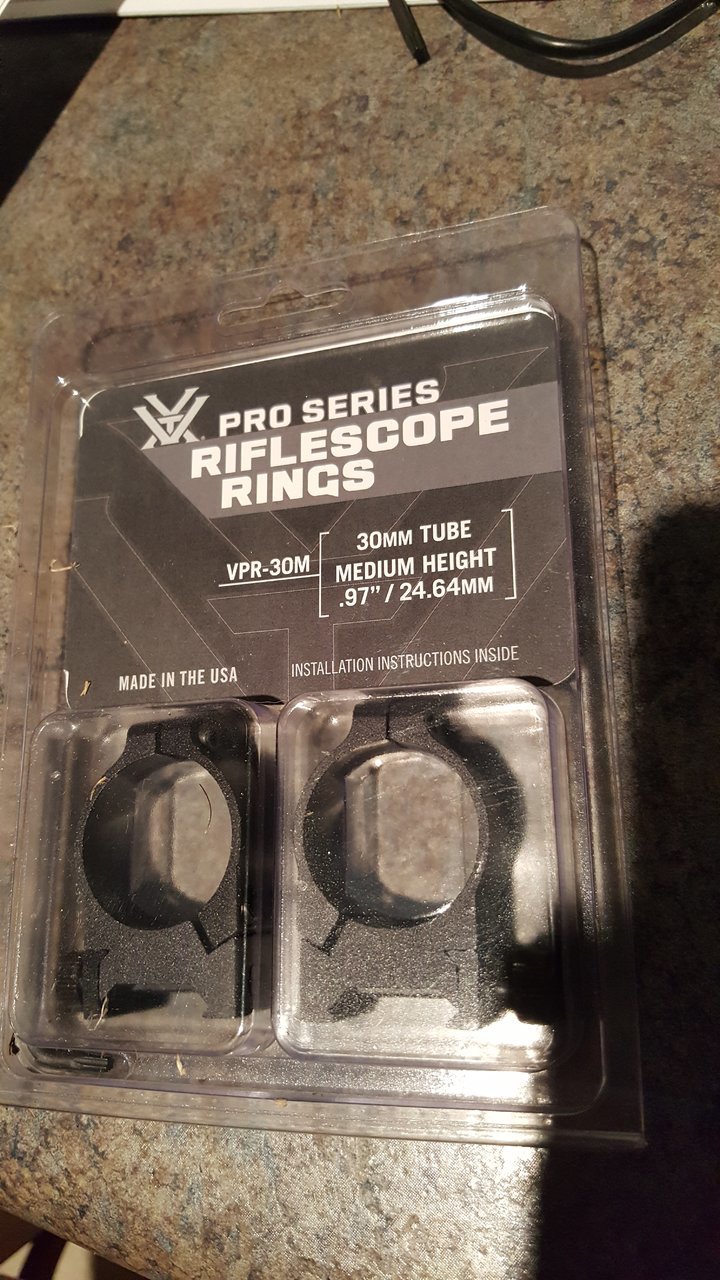 PRO SERIES
RIFLESCOPE
RINGS
VPR-30M
30MM TUBE
MEDIUM HEIGHT
.97” / 24.64MM
MADE IN THE USA
INSTALLATION INSTRUCTIONS INSIDE